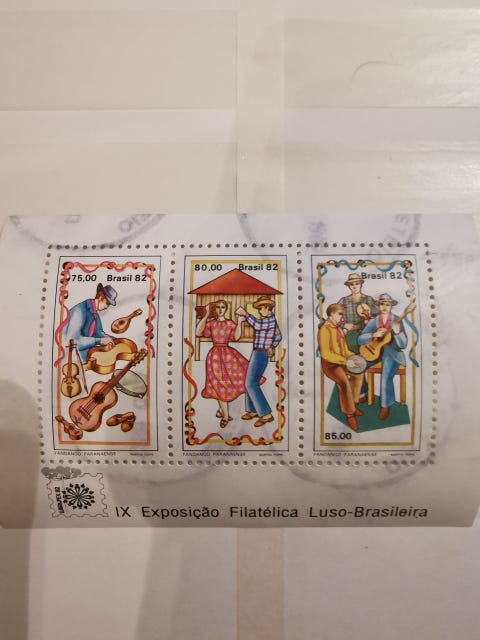 75.00 Brasil 82
80.00 Brasil 82
Brasil 82
85.00
FANDANGO PARANAENSE
FANDANGO PARANAENSE
FANDANGO PARANAENSE
IX Exposição Filatélica Luso-Brasileira